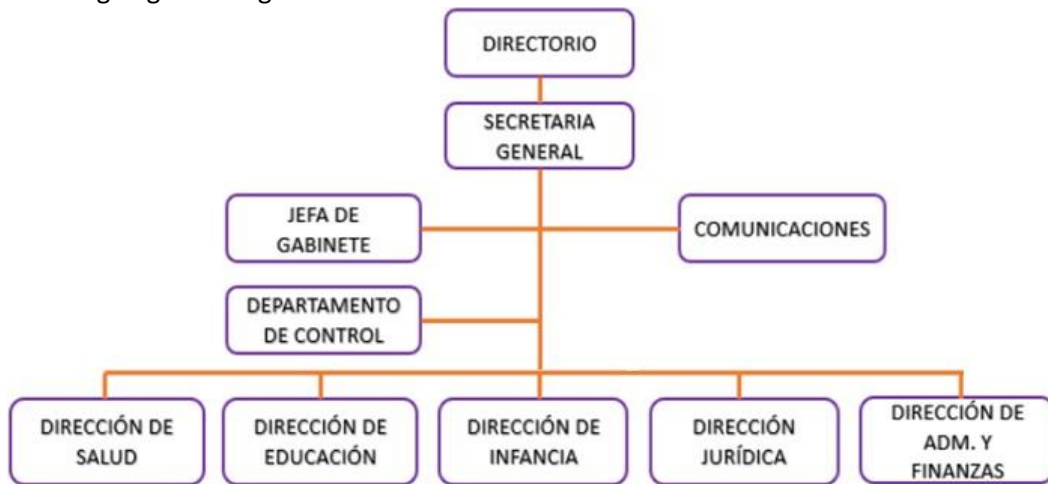 DIRECTORIO
SECRETARIA
GENERAL
JEFA DE
GABINETE
COMUNICACIONES
DEPARTAMENTO
DE CONTROL
DIRECCIÓN DE
SALUD
DIRECCIÓN DE
EDUCACIÓN
DIRECCIÓN DE
INFANCIA
DIRECCIÓN
JURÍDICA
DIRECCIÓN DE
ADM. Y
FINANZAS